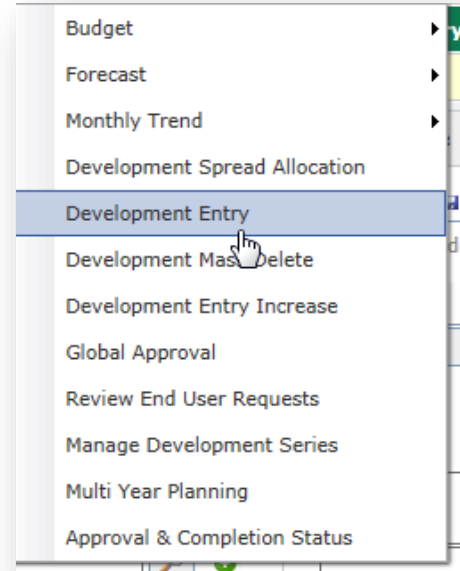 Budget
Forecast
Monthly Trend
Development Spread Allocation
Development Entry
Development Mass Delete
Development Entry Increase
Global Approval
Review End User Requests
Manage Development Series
Multi Year Planning
Approval & Completion Status